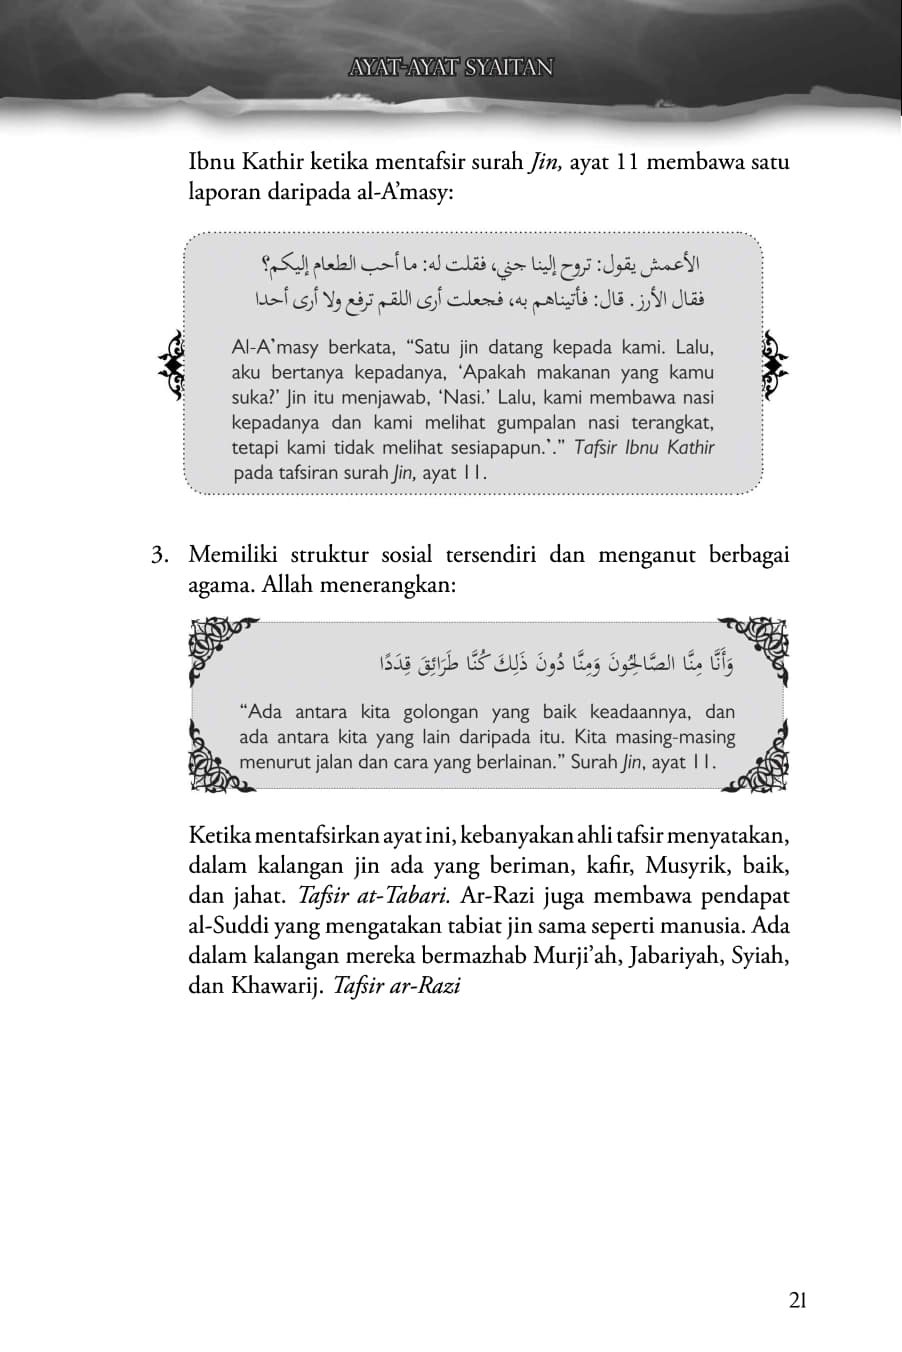 AYAT-AYAT SYAITAN
Ibnu Kathir ketika mentafsir surah Jin, ayat 11 membawa satu
laporan daripada al-A’masy:
الأعمش يقول: تروح إلينا جني، فقلت له: ما أحب الطعام إليكم؟
فقال الأرز. قال: فأتيناهم به، فجعلت أرى اللقم ترفع ولا أرى أحدا
Al-A’masy berkata, “Satu jin datang kepada kami. Lalu,
aku bertanya kepadanya, ‘Apakah makanan yang kamu
suka?’ Jin itu menjawab, ‘Nasi.’ Lalu, kami membawa nasi
kepadanya dan kami melihat gumpalan nasi terangkat,
tetapi kami tidak melihat sesiapapun.’.” Tafsir Ibnu Kathir
pada tafsiran surah Jin, ayat 11.
3. Memiliki struktur sosial tersendiri dan menganut berbagai
agama. Allah menerangkan:
وَأَنَّا مِنَّا الصَّالِحُونَ وَمِنَّا دُونَ ذَلِكَ كُنَّا طَرَائِقَ قِدَدًا
“Ada antara kita golongan yang baik keadaannya, dan
ada antara kita yang lain daripada itu. Kita masing-masing
menurut jalan dan cara yang berlainan.” Surah Jin, ayat 11.
Ketika mentafsirkan ayat ini, kebanyakan ahli tafsir menyatakan,
dalam kalangan jin ada yang beriman, kafir, Musyrik, baik,
dan jahat. Tafsir at-Tabari. Ar-Razi juga membawa pendapat
al-Suddi yang mengatakan tabiat jin sama seperti manusia. Ada
dalam kalangan mereka bermazhab Murji’ah, Jabariyah, Syiah,
dan Khawarij. Tafsir ar-Razi
21